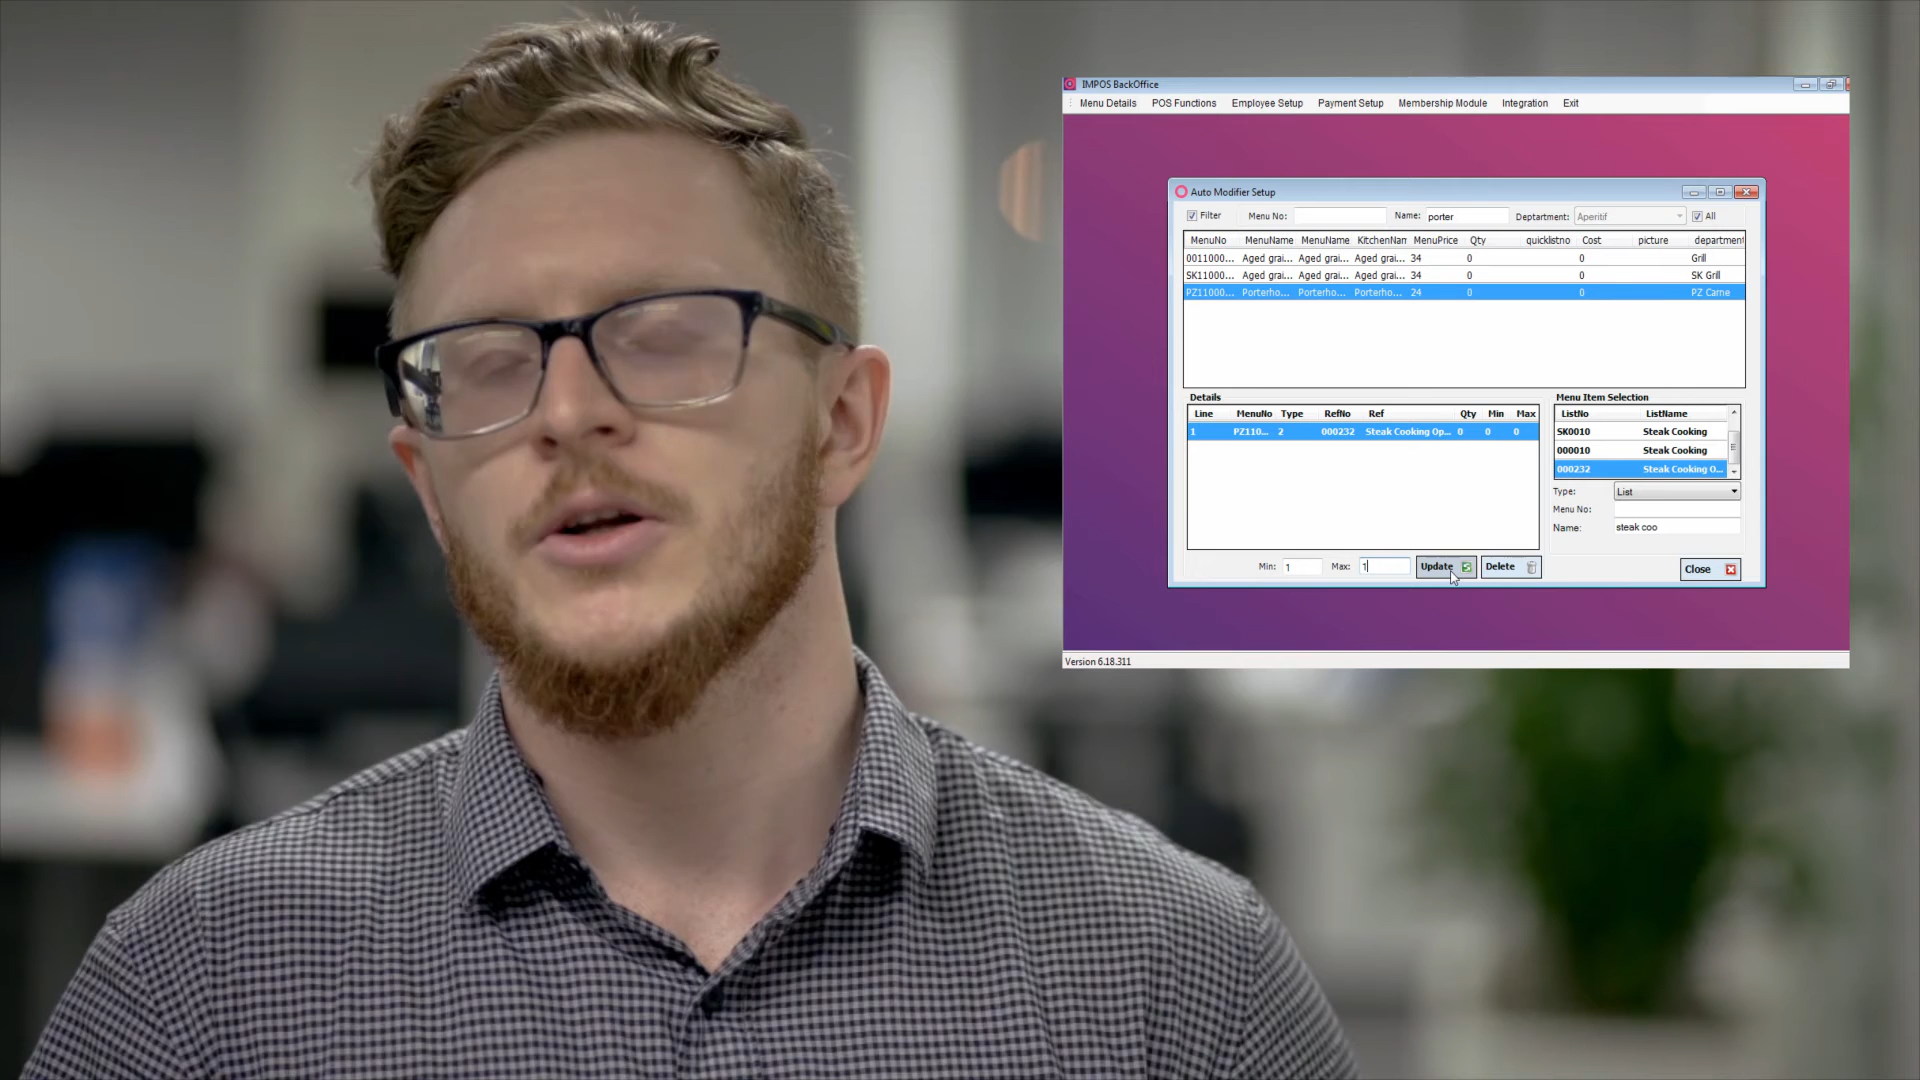 IMPOS BackOffice
Menu Details POS Functions Employee Setup Payment Setup Membership Module Integration Exit
Auto Modifier Setup
Filter Menu No: Name: porter Deptartment: Aperitif All
MenuNo MenuName MenuName KitchenNam MenuPrice Qty quicklistno Cost picture department
0011000... Aged grai... Aged grai... Aged grai... 34 0 0 Grill
SK11000... Aged grai... Aged grai... Aged grai... 34 0 0 SK Grill
PZ11000... Porterho... Porterho... Porterho... 24 0 0 PZ Carne
Details
Line MenuNo Type RefNo Ref Qty Min Max
1 PZ110... 2 000232 Steak Cooking Op... 0 0 0
Menu Item Selection
ListNo ListName
SK0010 Steak Cooking
000010 Steak Cooking
000232 Steak Cooking O...
Type: List
Menu No:
Name: steak coo
Min: 1 Max: 1 Update Delete
Close
Version 6.18.311